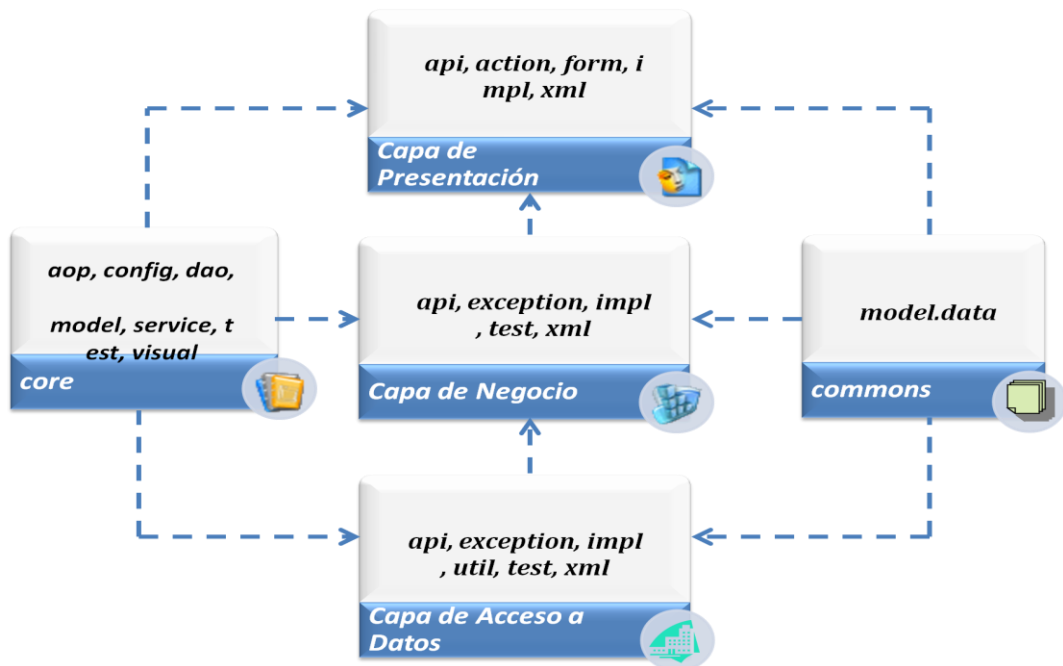 api, action, form, i
mpl, xml
Capa de
Presentación
aop, config, dao,
model, service, t
est, visual
core
api, exception, impl
, test, xml
Capa de Negocio
model.data
commons
api, exception, impl
, util, test, xml
Capa de Acceso a
Datos